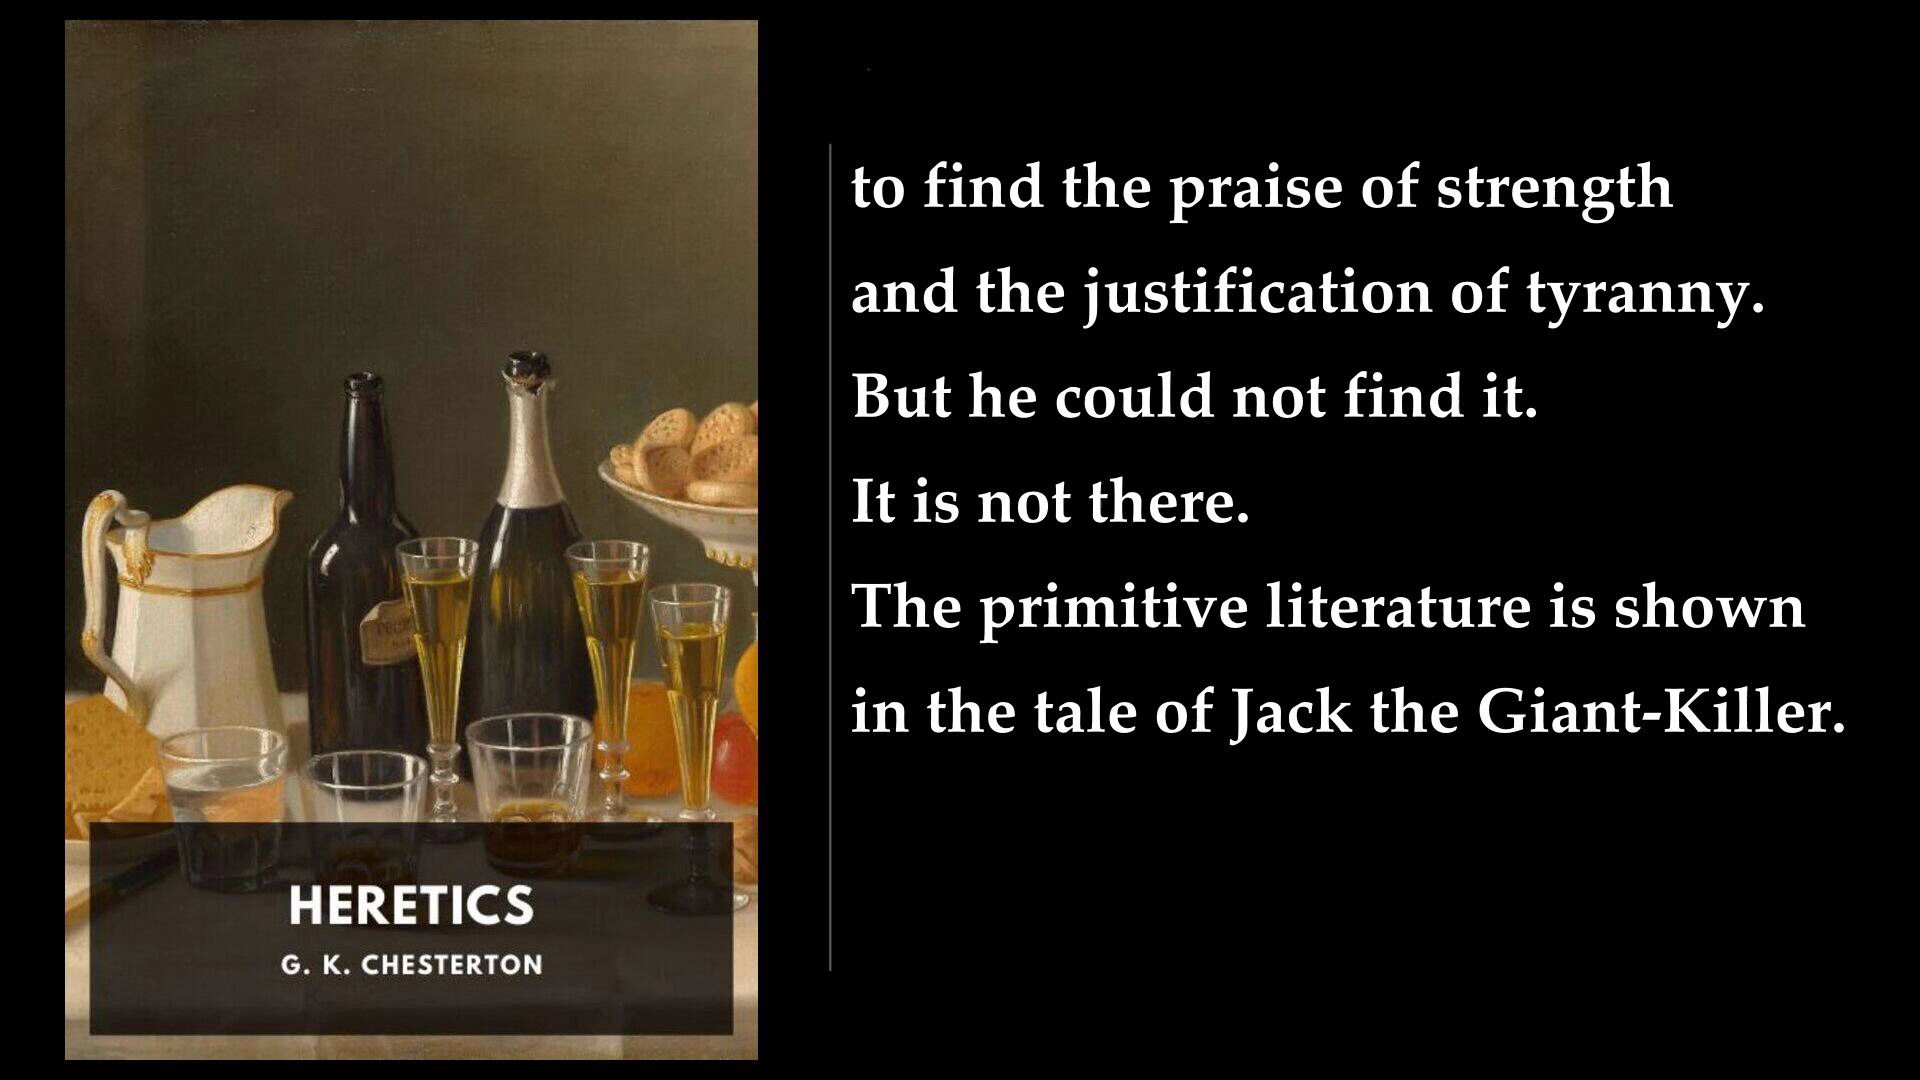 to find the praise of strength
and the justification of tyranny.
But he could not find it.
It is not there.
The primitive literature is shown
in the tale of Jack the Giant-Killer.
HERETICS
G. K. CHESTERTON